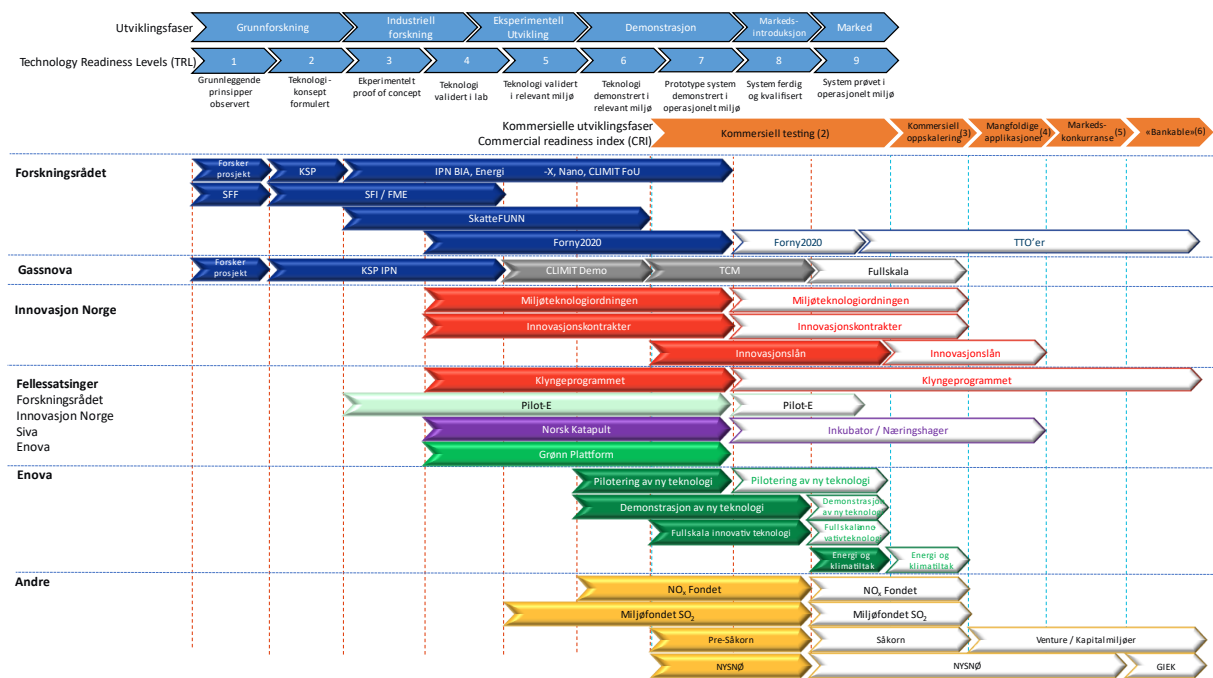 Utviklingsfaser
Grunnforskning
Industriell
forskning
Eksperimentell
Utvikling
Demonstrasjon
Markeds-
introduksjon
Marked
Technology Readiness Levels (TRL)
1
2
3
4
5
6
7
8
9
Grunnleggende
prinsipper
observert
Teknologi-
konsept
formulert
Ekperimentelt
proof of concept
Teknologi
validert i lab
Teknologi validert
i relevant miljø
Teknologi
demonstrert i
relevant miljø
Prototype system
demonstrert i
operasjonelt miljø
System ferdig
og kvalifisert
System prøvet i
operasjonelt miljø
Kommersielle utviklingsfaser
Commercial readiness index (CRI)
Kommersiell testing (2)
Kommersiell
oppskalering (3)
Mangfoldige
applikasjoner (4)
Markeds-
konkurranse (5)
«Bankable» (6)
Forskningsrådet
Forsker
prosjekt
KSP
IPN BIA, Energi -X, Nano, CLIMIT FoU
SFF
SFI / FME
SkatteFUNN
Forny2020
Forny2020
TTO'er
Gassnova
Forsker
prosjekt
KSP IPN
CLIMIT Demo
TCM
Fullskala
Innovasjon Norge
Miljøteknologiordningen
Miljøteknologiordningen
Innovasjonskontrakter
Innovasjonskontrakter
Innovasjonslån
Innovasjonslån
Fellessatsinger
Forskningsrådet
Innovasjon Norge
Siva
Enova
Klyngeprogrammet
Klyngeprogrammet
Pilot-E
Pilot-E
Norsk Katapult
Inkubator / Næringshager
Grønn Plattform
Enova
Pilotering av ny teknologi
Pilotering av ny teknologi
Demonstrasjon av ny teknologi
Demonstrasjon
av ny teknologi
Fullskala innovativ teknologi
Fullskalainno
vativteknologi
Energi og
klimatiltak
Energi og
klimatiltak
Andre
NOx Fondet
NOx Fondet
Miljøfondet SO2
Miljøfondet SO2
Pre-Såkorn
Såkorn
Venture / Kapitalmiljøer
NYSNØ
NYSNØ
GIEK